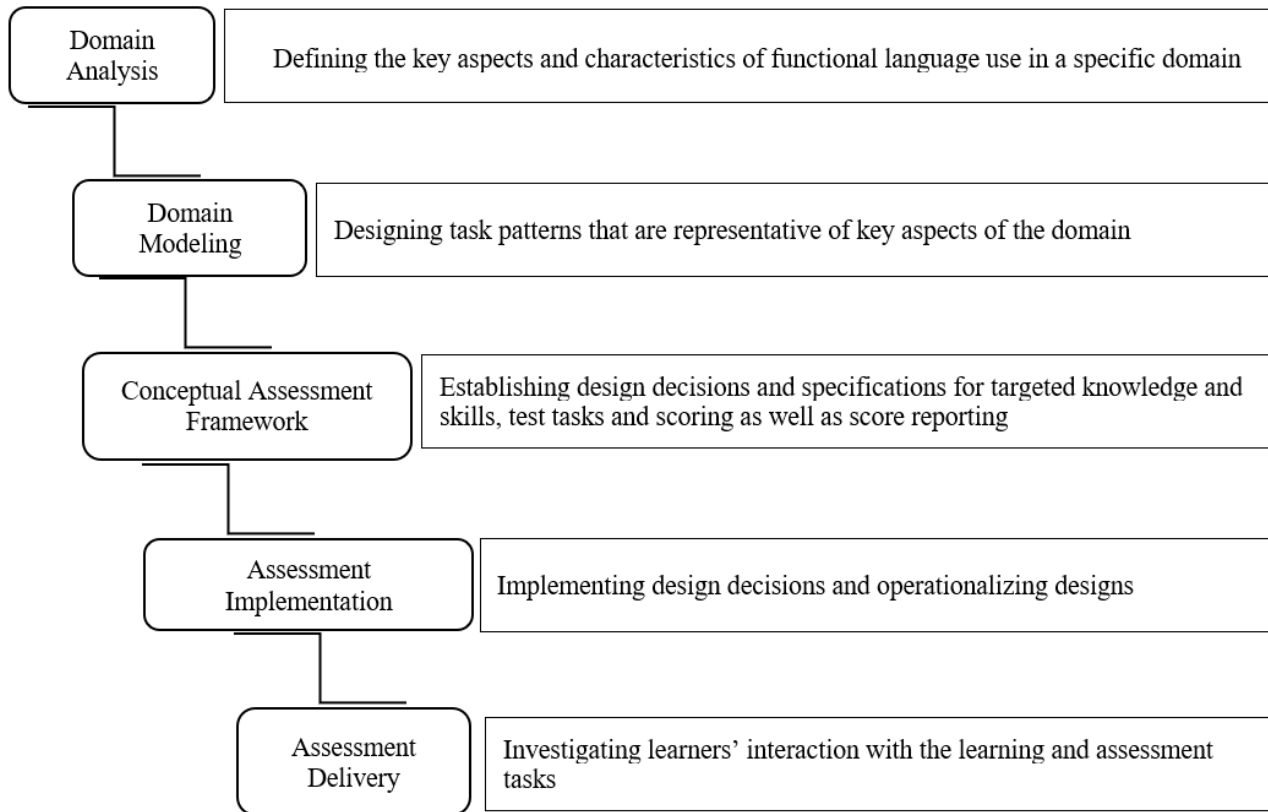 Domain
Analysis
Defining the key aspects and characteristics of functional language use in a specific domain
Domain
Modeling
Designing task patterns that are representative of key aspects of the domain
Conceptual Assessment
Framework
Establishing design decisions and specifications for targeted knowledge and
skills, test tasks and scoring as well as score reporting
Assessment
Implementation
Implementing design decisions and operationalizing designs
Assessment
Delivery
Investigating learners’ interaction with the learning and assessment
tasks